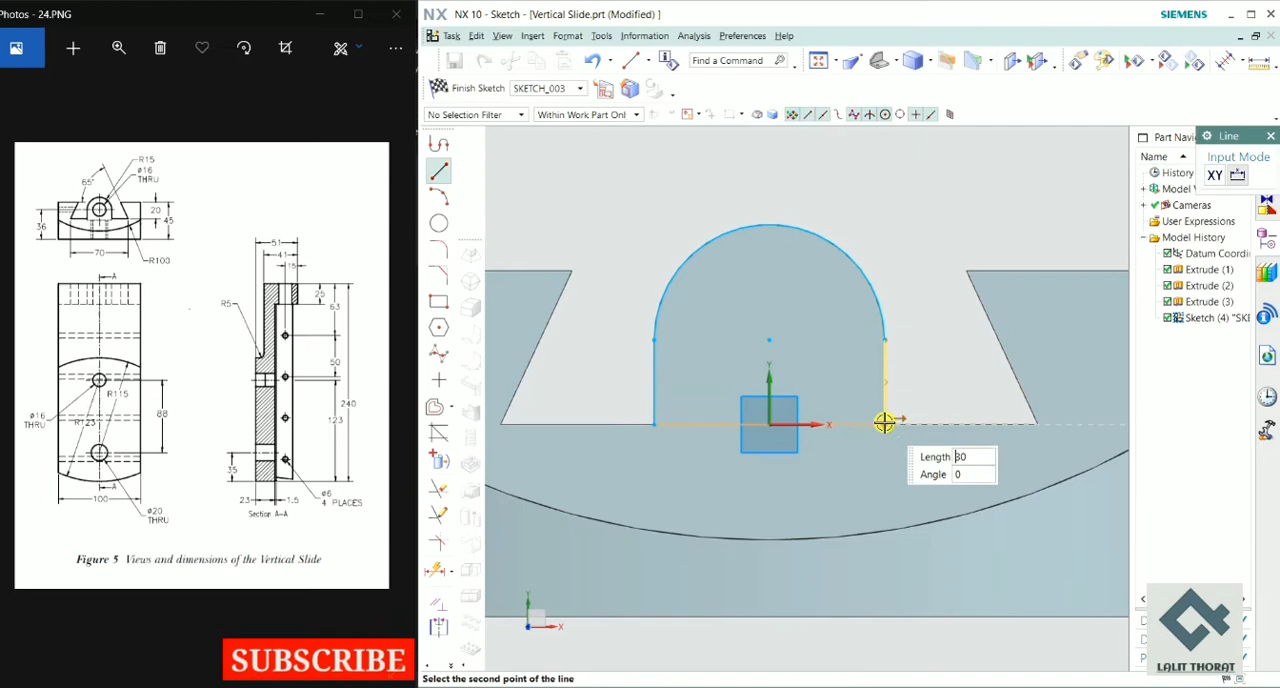 Photos - 24.PNG
NX NX 10 - Sketch - [Vertical Slide.prt (Modified) ]
SIEMENS
Task Edit View Insert Format Tools Information Analysis Preferences Help
Find a Command
Finish Sketch SKETCH_003
No Selection Filter Within Work Part Onl
Part Navi
Line
Name
Input Mode
XY
History
Model V
Cameras
User Expressions
Model History
Datum Coordi
Extrude (1)
Extrude (2)
Extrude (3)
Sketch (4) "SKE
R15
ø16
THRU
65°
20
45
36
70
R100
A
51
41
15
25
63
R5
50
240
123
R115
R123
ø16
THRU
88
35
A
100
ø20
THRU
23
1.5
ø6
4 PLACES
Section A-A
Figure 5 Views and dimensions of the Vertical Slide
Y
X
Length 30
Angle 0
Y
X
SUBSCRIBE
LALIT THORAT
Select the second point of the line